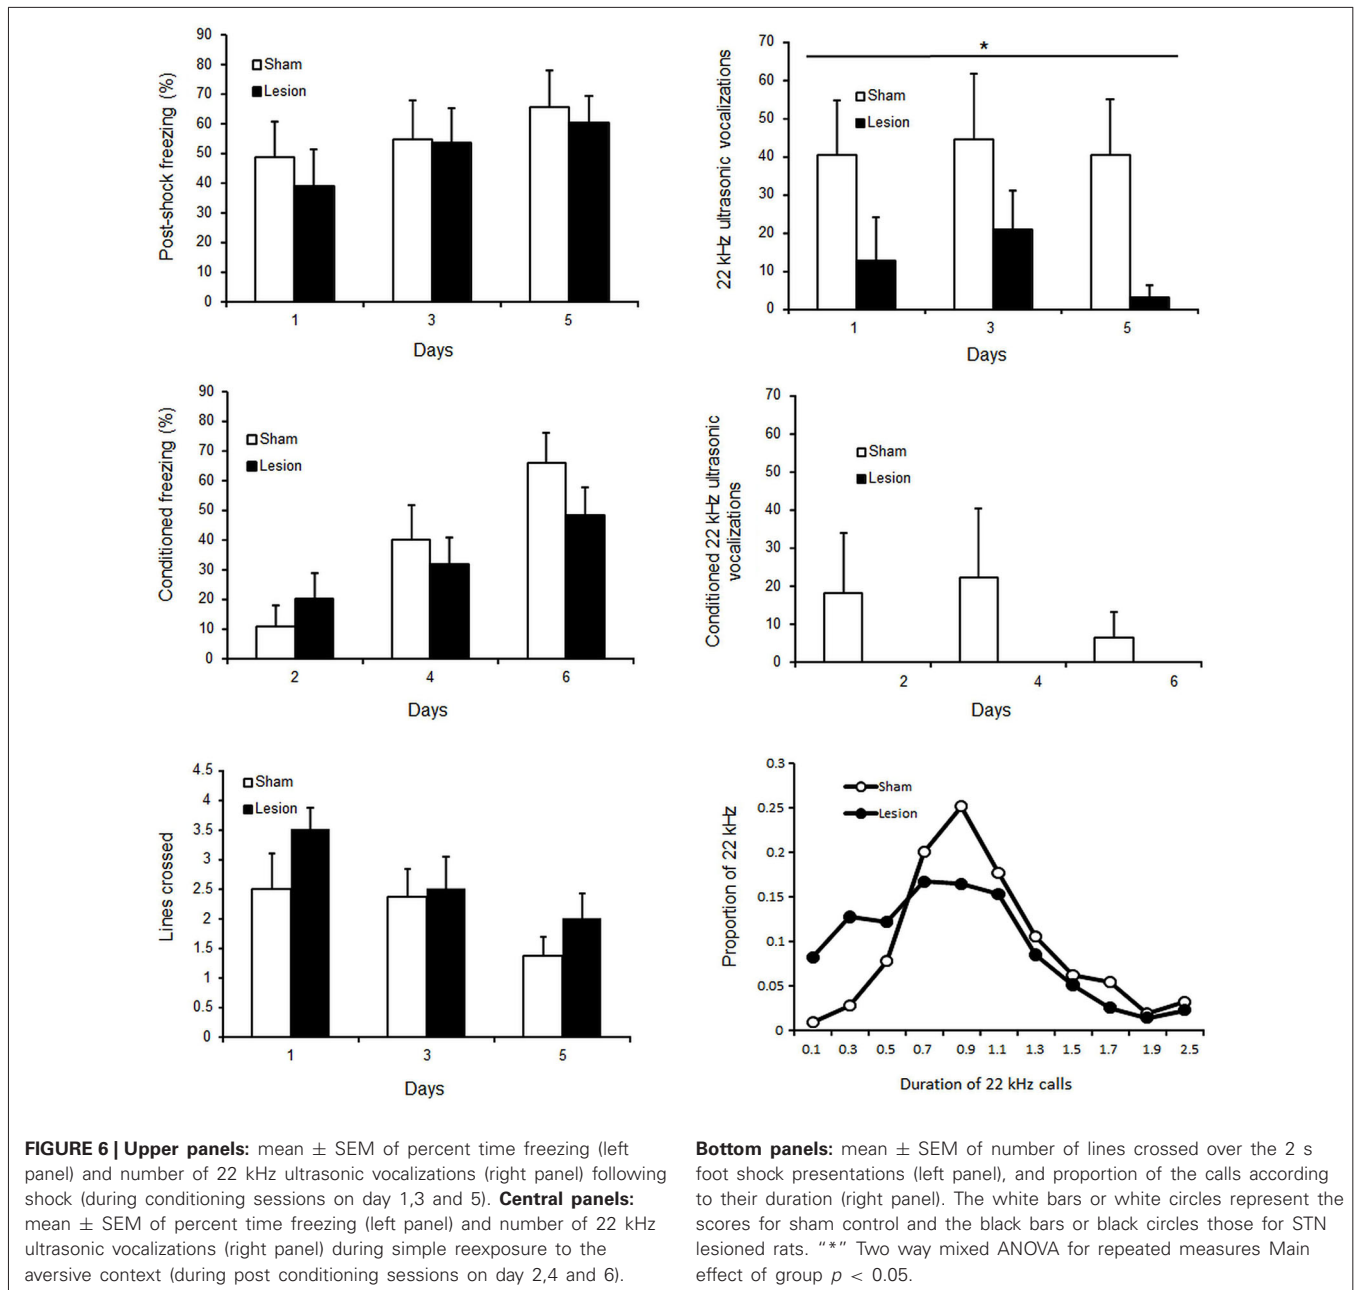 Post-shock freezing (%)
90
80
70
60
50
40
30
20
10
0
Sham
Lesion
1 3 5
Days
22 kHz ultrasonic vocalizations
70
60
50
40
30
20
10
0
*
Sham
Lesion
1 3 5
Days
Conditioned freezing (%)
90
80
70
60
50
40
30
20
10
0
Sham
Lesion
2 4 6
Days
Conditioned 22 kHz ultrasonic
vocalizations
70
60
50
40
30
20
10
0
Sham
Lesion
2 4 6
Days
Lines crossed
4.5
4
3.5
3
2.5
2
1.5
1
0.5
0
Sham
Lesion
1 3 5
Days
Proportion of 22 kHz
0.3
0.25
0.2
0.15
0.1
0.05
0
Sham
Lesion
0.1 0.3 0.5 0.7 0.9 1.1 1.3 1.5 1.7 1.9 2.5
Duration of 22 kHz calls
FIGURE 6 | Upper panels: mean ± SEM of percent time freezing (left
panel) and number of 22 kHz ultrasonic vocalizations (right panel) following
shock (during conditioning sessions on day 1,3 and 5). Central panels:
mean ± SEM of percent time freezing (left panel) and number of 22 kHz
ultrasonic vocalizations (right panel) during simple reexposure to the
aversive context (during post conditioning sessions on day 2,4 and 6).
Bottom panels: mean ± SEM of number of lines crossed over the 2 s
foot shock presentations (left panel), and proportion of the calls according
to their duration (right panel). The white bars or white circles represent the
scores for sham control and the black bars or black circles those for STN
lesioned rats. “*” Two way mixed ANOVA for repeated measures Main
effect of group p < 0.05.